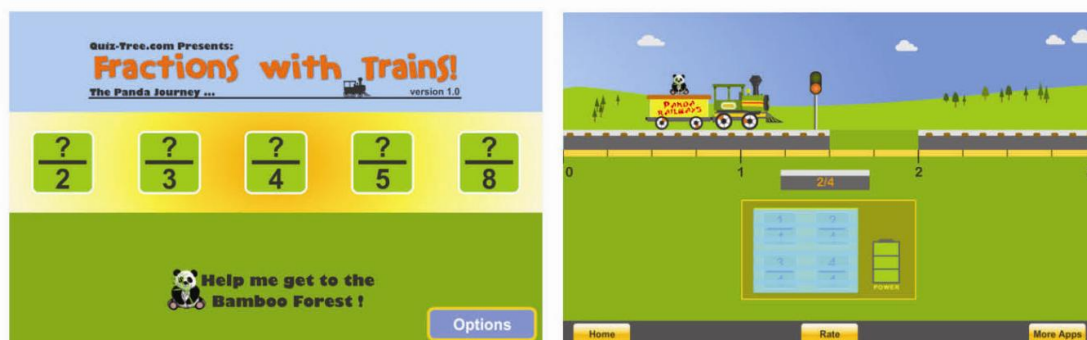 Quiz-Tree.com Presents:
Fractions with Trains!
The Panda Journey ... version 1.0
? ? ? ? ?
2 3 4 5 8
Help me get to the
Bamboo Forest !
Options
PANDA
RAILWAYS
0 1 2
2/4
POWER
Home Rate More Apps